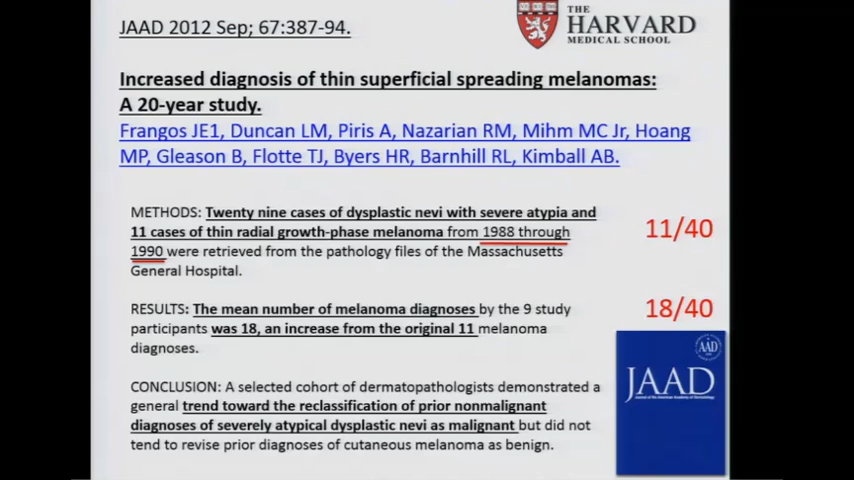 JAAD 2012 Sep; 67:387-94.
THE
HARVARD
MEDICAL SCHOOL
Increased diagnosis of thin superficial spreading melanomas:
A 20-year study.
Frangos JE1, Duncan LM, Piris A, Nazarian RM, Mihm MC Jr, Hoang
MP, Gleason B, Flotte TJ, Byers HR, Barnhill RL, Kimball AB.
METHODS: Twenty nine cases of dysplastic nevi with severe atypia and
11 cases of thin radial growth-phase melanoma from 1988 through
1990 were retrieved from the pathology files of the Massachusetts
General Hospital.
11/40
RESULTS: The mean number of melanoma diagnoses by the 9 study
participants was 18, an increase from the original 11 melanoma
diagnoses.
18/40
CONCLUSION: A selected cohort of dermatopathologists demonstrated a
general trend toward the reclassification of prior nonmalignant
diagnoses of severely atypical dysplastic nevi as malignant but did not
tend to revise prior diagnoses of cutaneous melanoma as benign.
AAD
JAAD
Journal of the American Academy of Dermatology